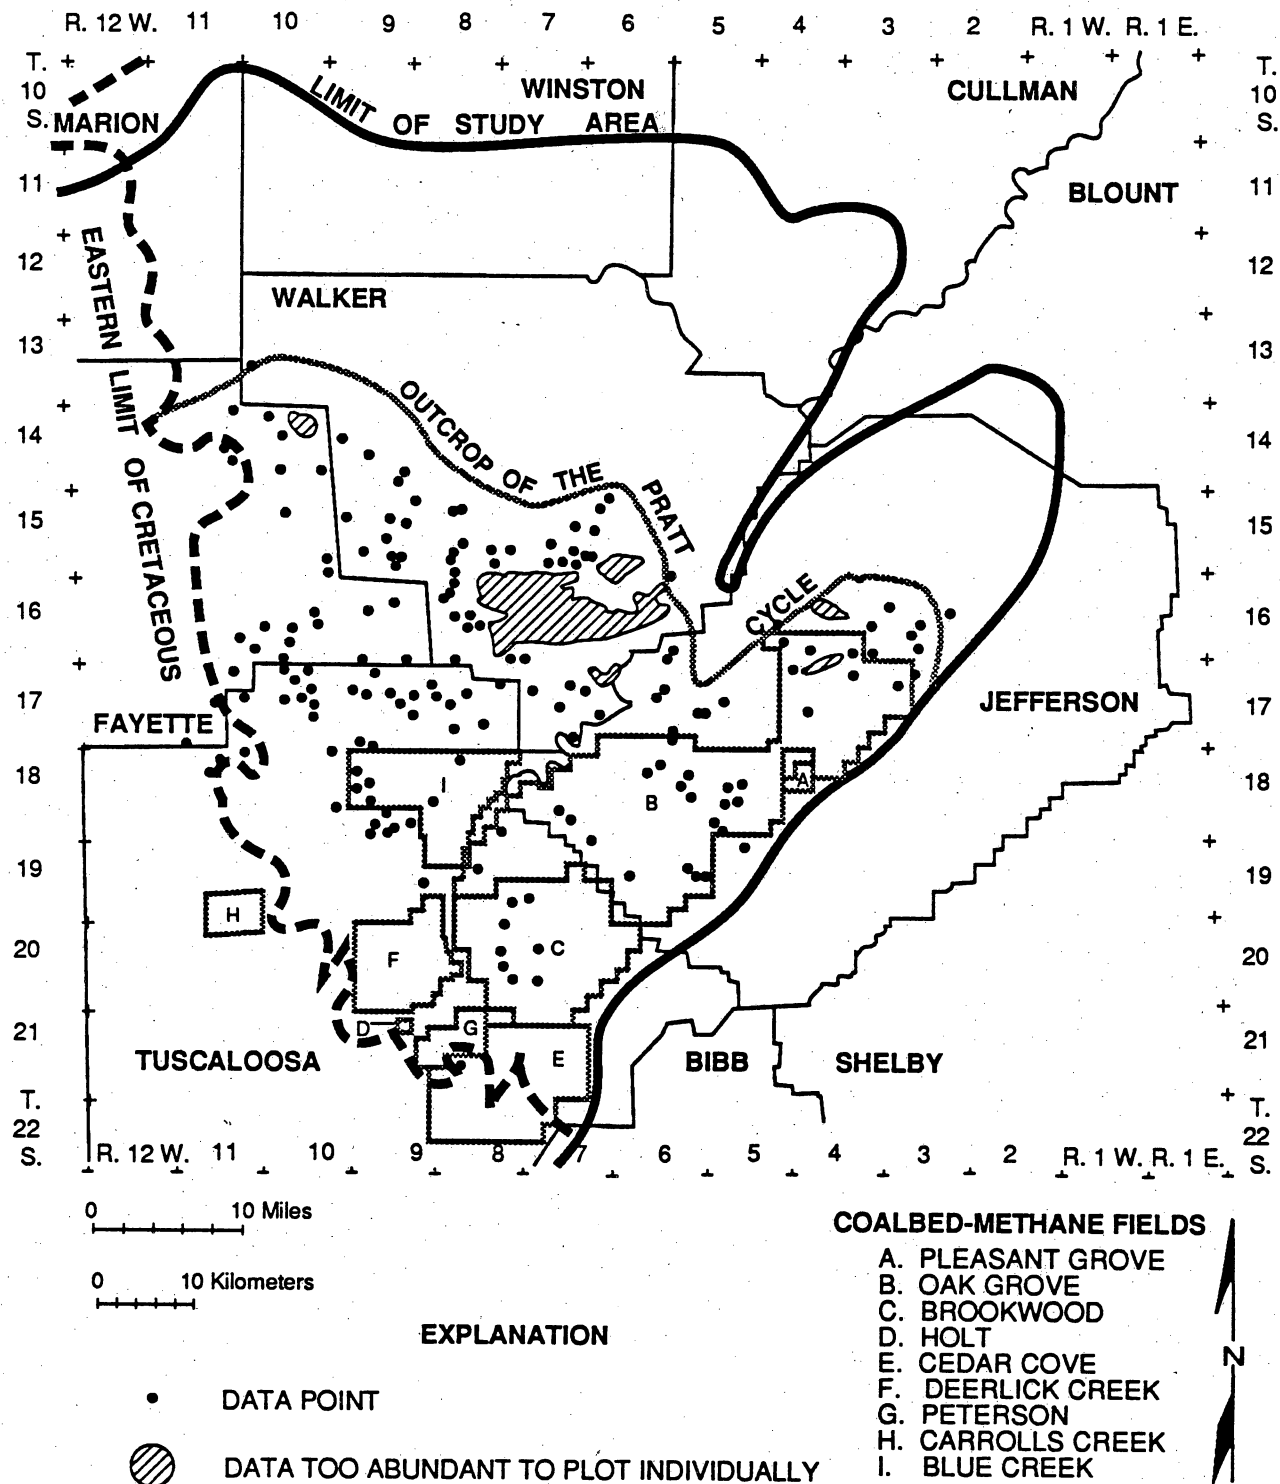 R. 12 W. 11 10 9 8 7 6 5 4 3 2 R. 1 W. R. 1 E.
T. 10 S.
T. 10 S.
MARION
WINSTON
CULLMAN
LIMIT OF STUDY AREA
11
11
BLOUNT
12
12
EASTERN LIMIT OF CRETACEOUS
WALKER
13
13
OUTCROP OF THE PRATT CYCLE
14
14
15
15
16
16
17
17
FAYETTE
JEFFERSON
18
18
I
B
A
19
19
H
20
20
F
C
D
G
E
21
21
TUSCALOOSA
BIBB
SHELBY
T. 22 S.
T. 22 S.
R. 12 W. 11 10 9 8 7 6 5 4 3 2 R. 1 W. R. 1 E.
0 10 Miles
0 10 Kilometers
COALBED-METHANE FIELDS
A. PLEASANT GROVE
B. OAK GROVE
C. BROOKWOOD
D. HOLT
E. CEDAR COVE
F. DEERLICK CREEK
G. PETERSON
H. CARROLLS CREEK
I. BLUE CREEK
N
EXPLANATION
DATA POINT
DATA TOO ABUNDANT TO PLOT INDIVIDUALLY